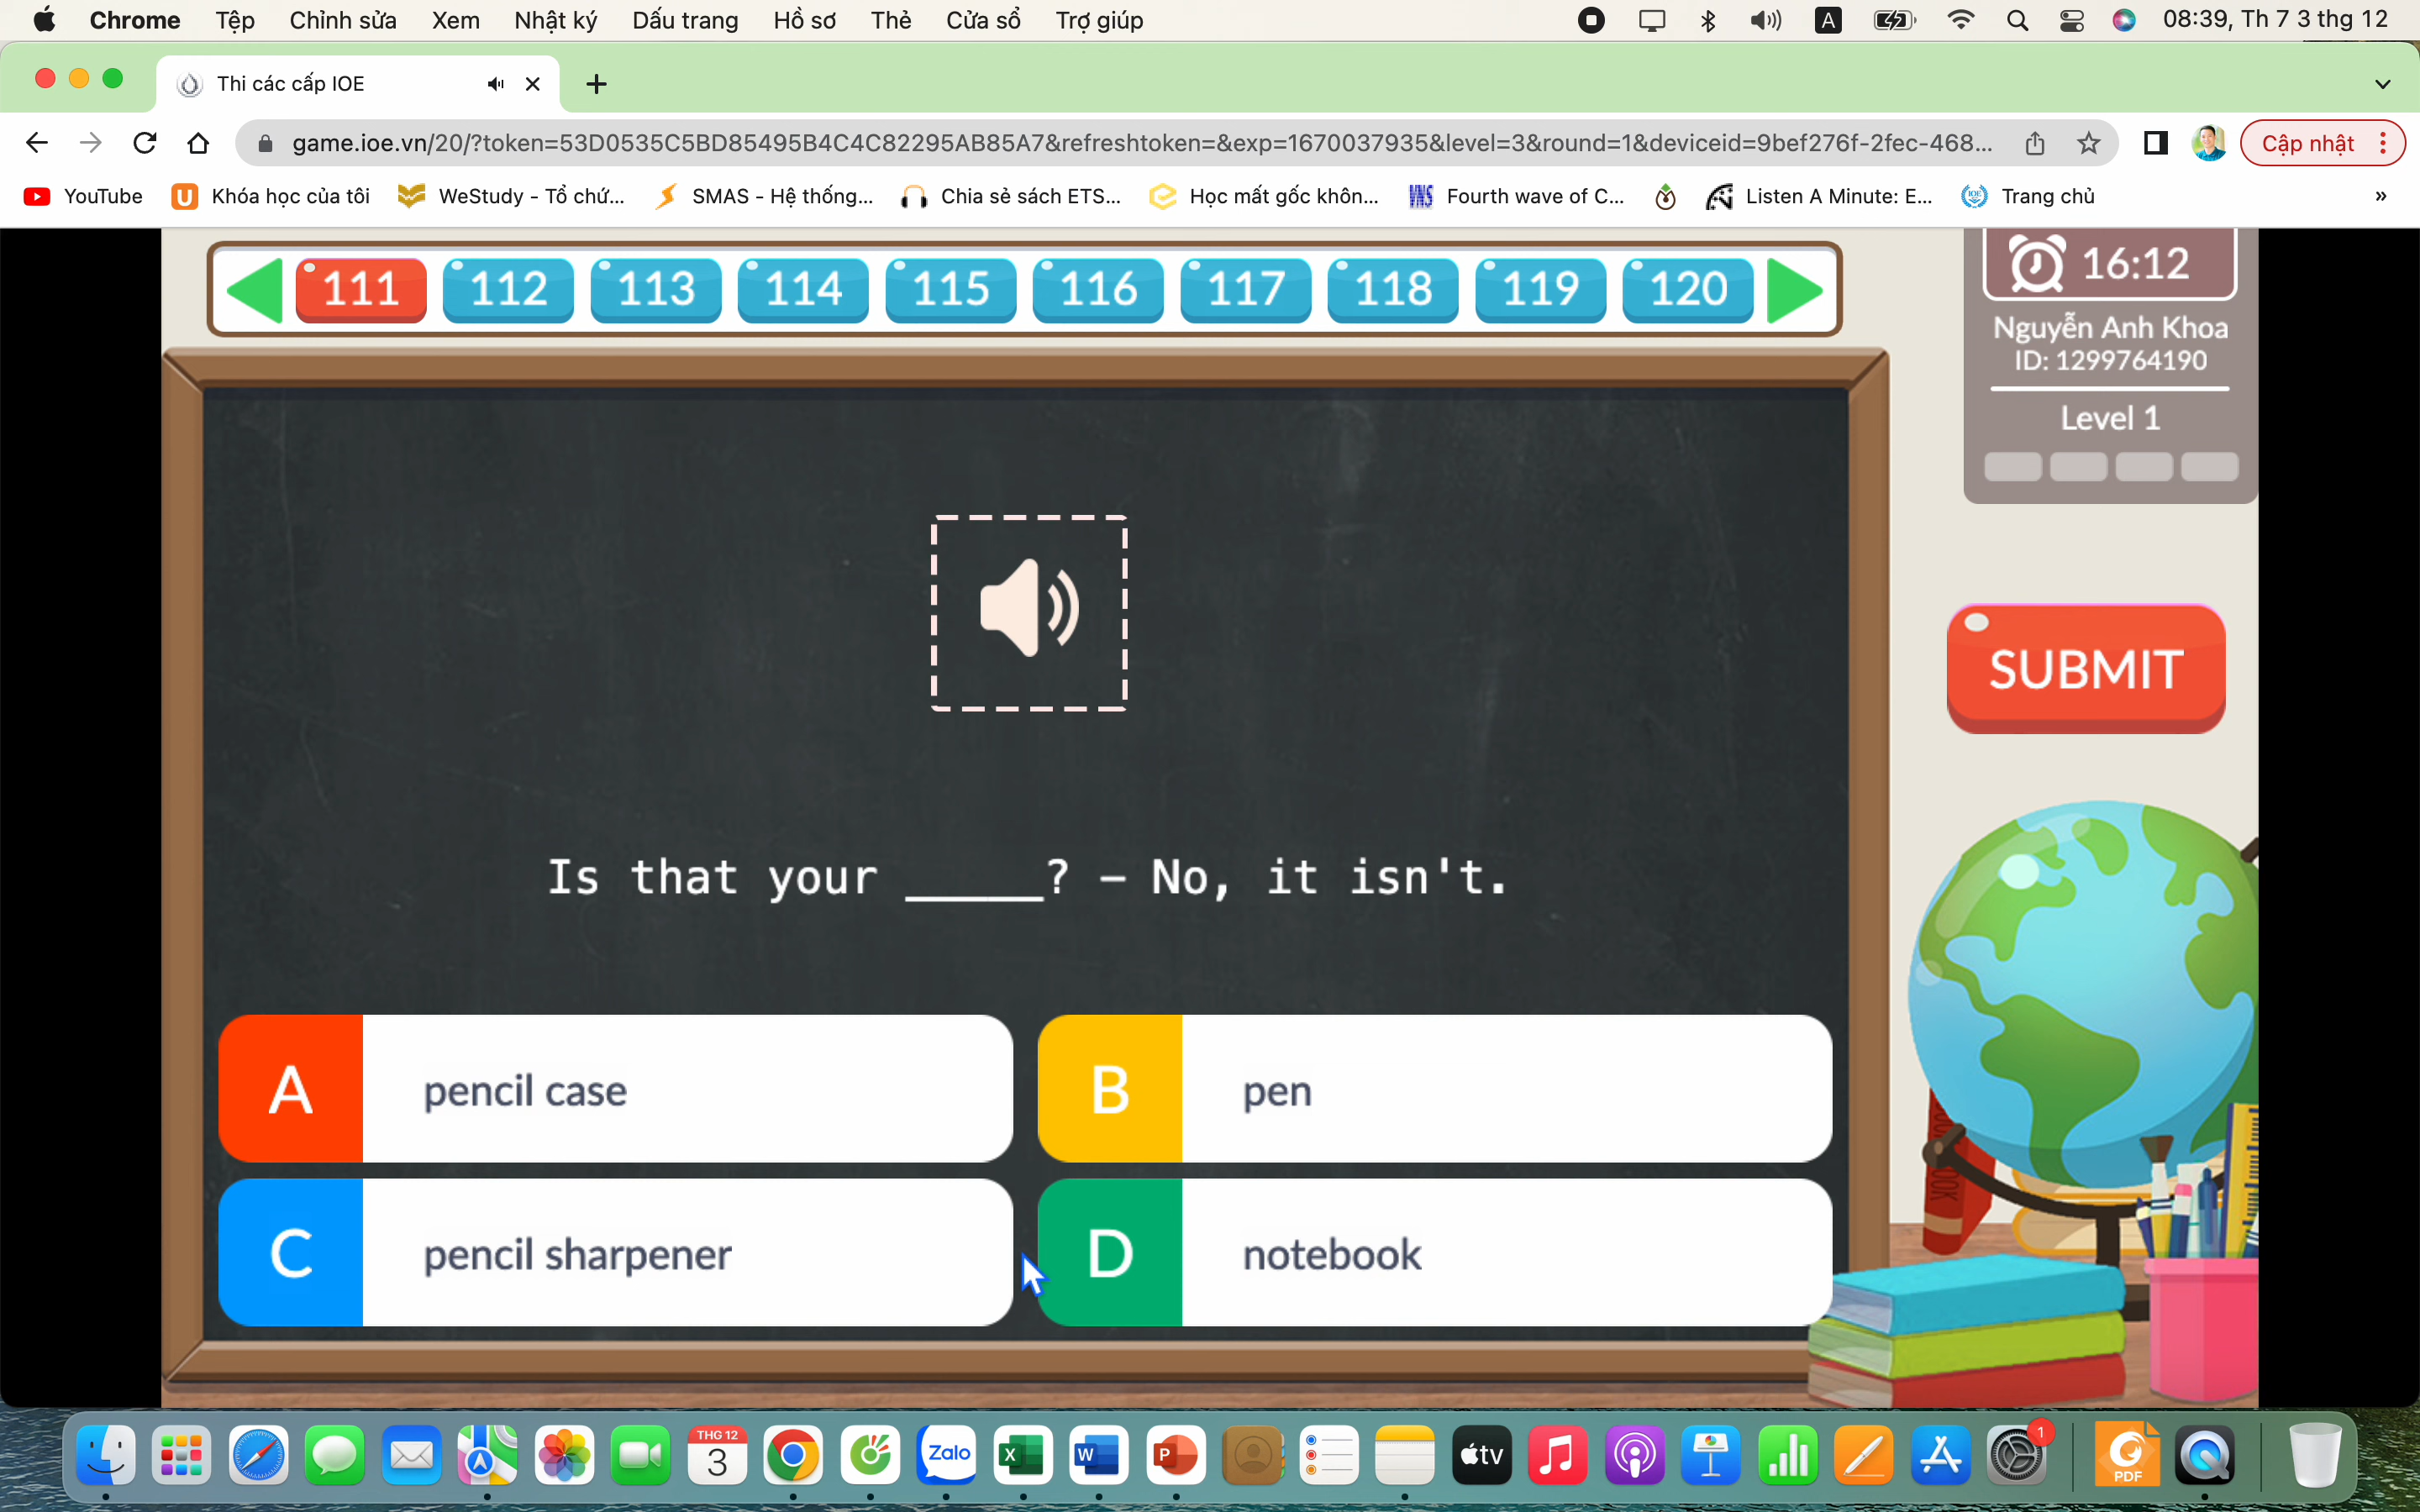 Chrome Tệp Chỉnh sửa Xem Nhật ký Dấu trang Hồ sơ Thẻ Cửa sổ Trợ giúp A 08:39, Th 7 3 thg 12
Thi các cấp IOE
game.ioe.vn/20/?token=53D0535C5BD85495B4C4C82295AB85A7&refreshtoken=&exp=1670037935&level=3&round=1&deviceid=9bef276f-2fec-468... Cập nhật
YouTube Khóa học của tôi WeStudy - Tổ chứ... SMAS - Hệ thống... Chia sẻ sách ETS... Học mất gốc khôn... Fourth wave of C... Listen A Minute: E... Trang chủ »
111 112 113 114 115 116 117 118 119 120
16:12
Nguyễn Anh Khoa
ID: 1299764190
Level 1
SUBMIT
Is that your _____? – No, it isn't.
A pencil case
B pen
C pencil sharpener
D notebook
THG 12
3
Zalo
X
W
P
tv
1
PDF